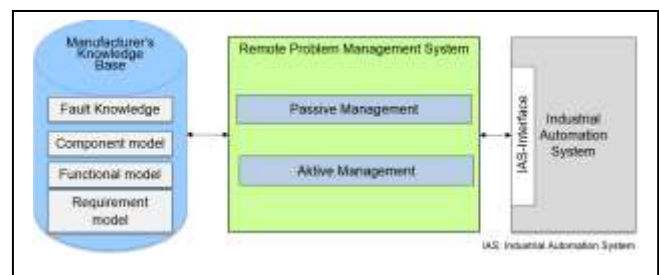 Manufacturer's
Knowledge
Base
Fault Knowledge
Component model
Functional model
Requirement
model
Remote Problem Management System
Passive Management
Aktive Management
IAS-Interface
Industrial
Automation
System
IAS: Industrial Automation System